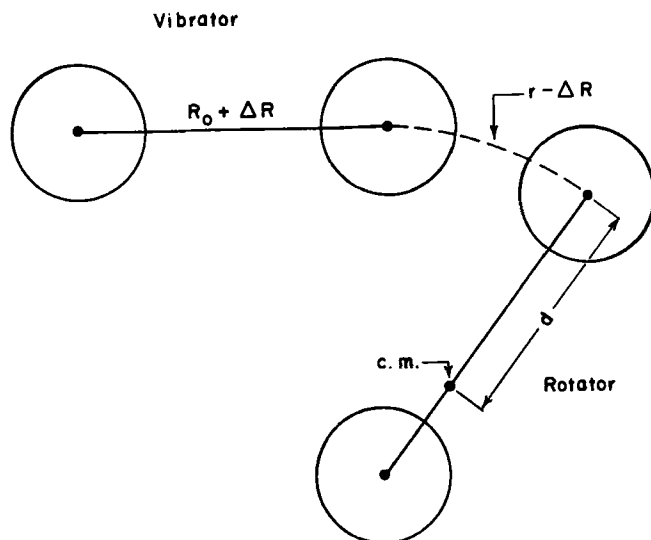 Vibrator
R₀ + ΔR
r − ΔR
d
c.m.
Rotator